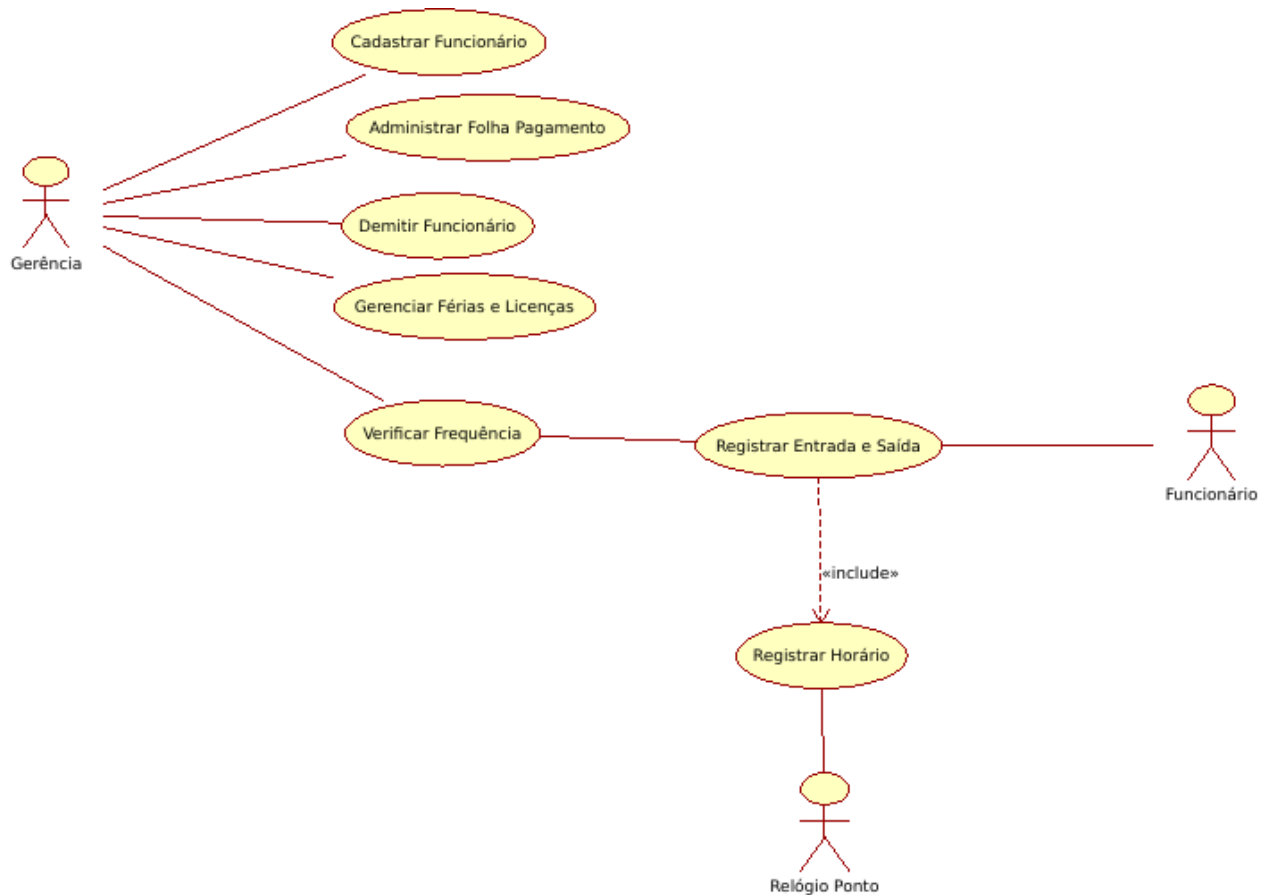 Cadastrar Funcionário
Administrar Folha Pagamento
Demitir Funcionário
Gerência
Gerenciar Férias e Licenças
Verificar Frequência
Registrar Entrada e Saída
Funcionário
«include»
Registrar Horário
Relógio Ponto